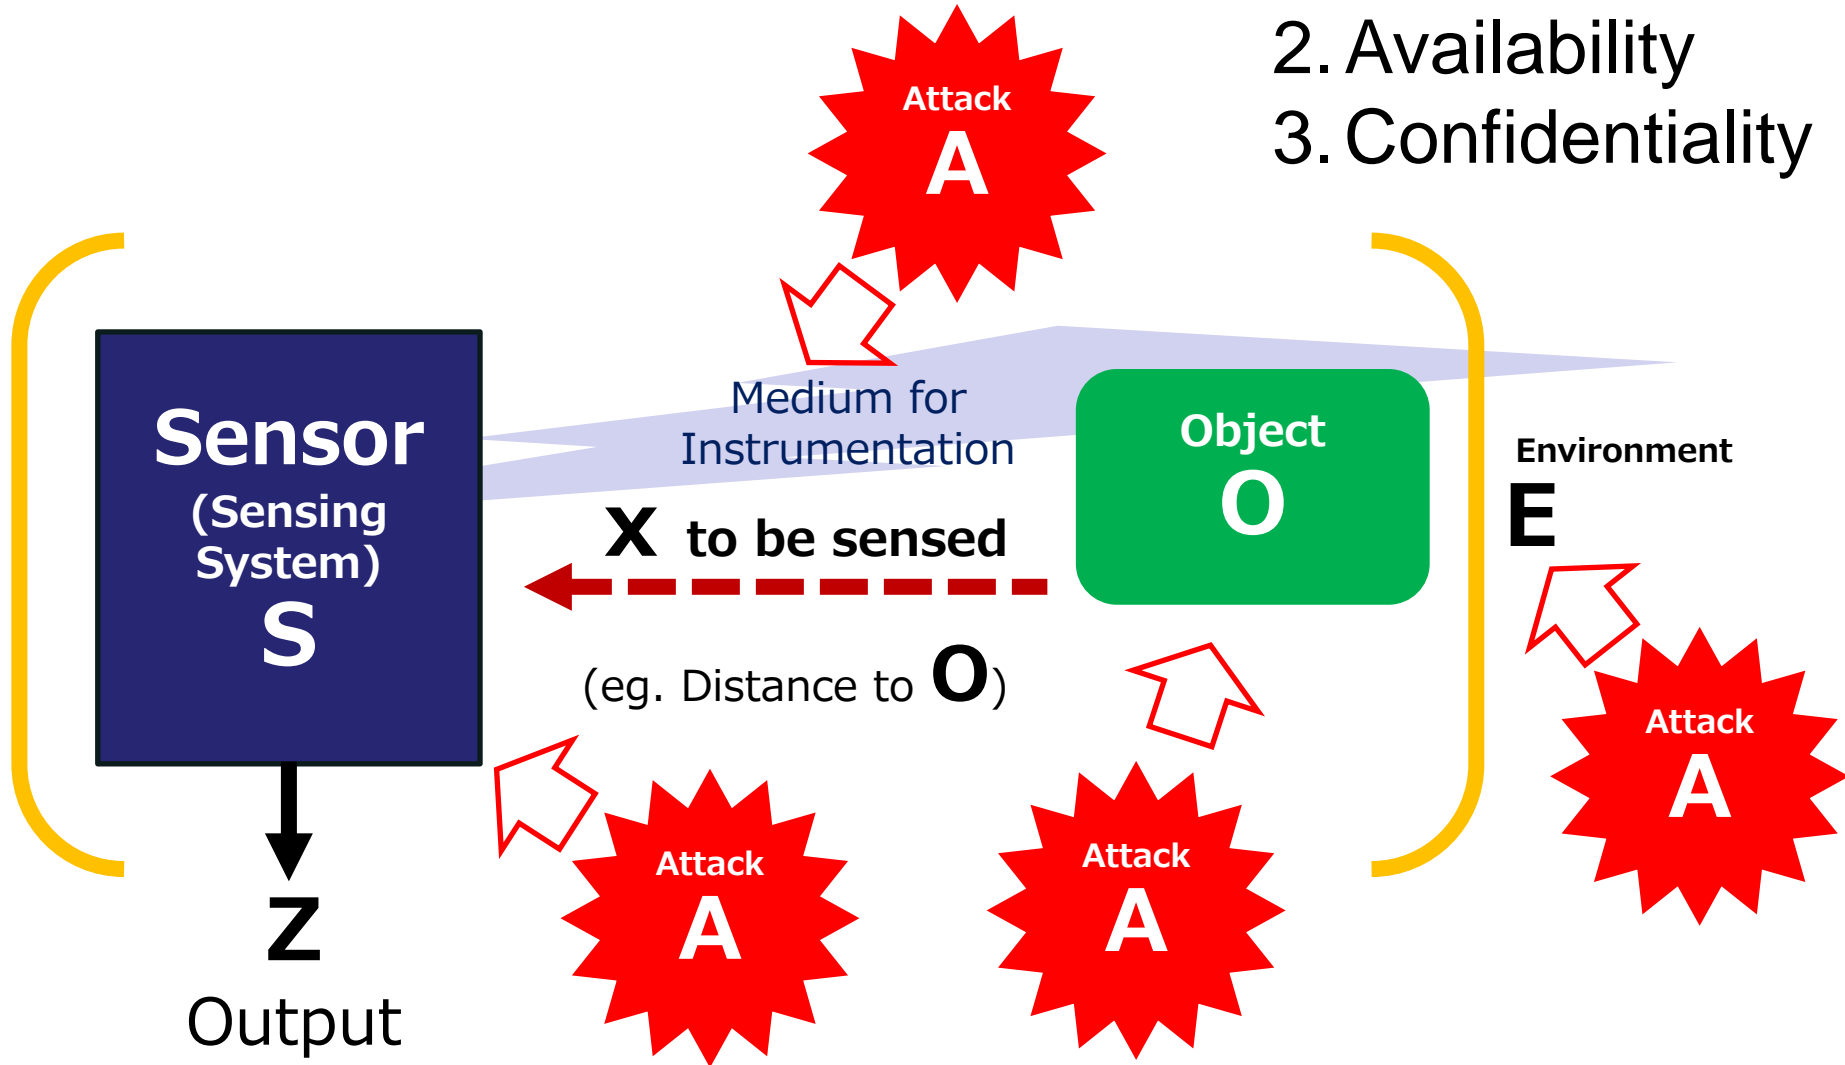 2. Availability
3. Confidentiality
Attack
A
Sensor
(Sensing
System)
S
Medium for
Instrumentation
X to be sensed
(eg. Distance to O)
Object
O
Environment
E
Attack
A
Attack
A
Attack
A
Z
Output